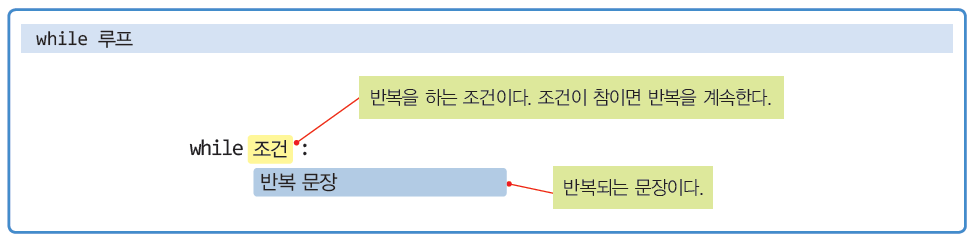 while 루프
반복을 하는 조건이다. 조건이 참이면 반복을 계속한다.
while 조건 :
반복 문장
반복되는 문장이다.